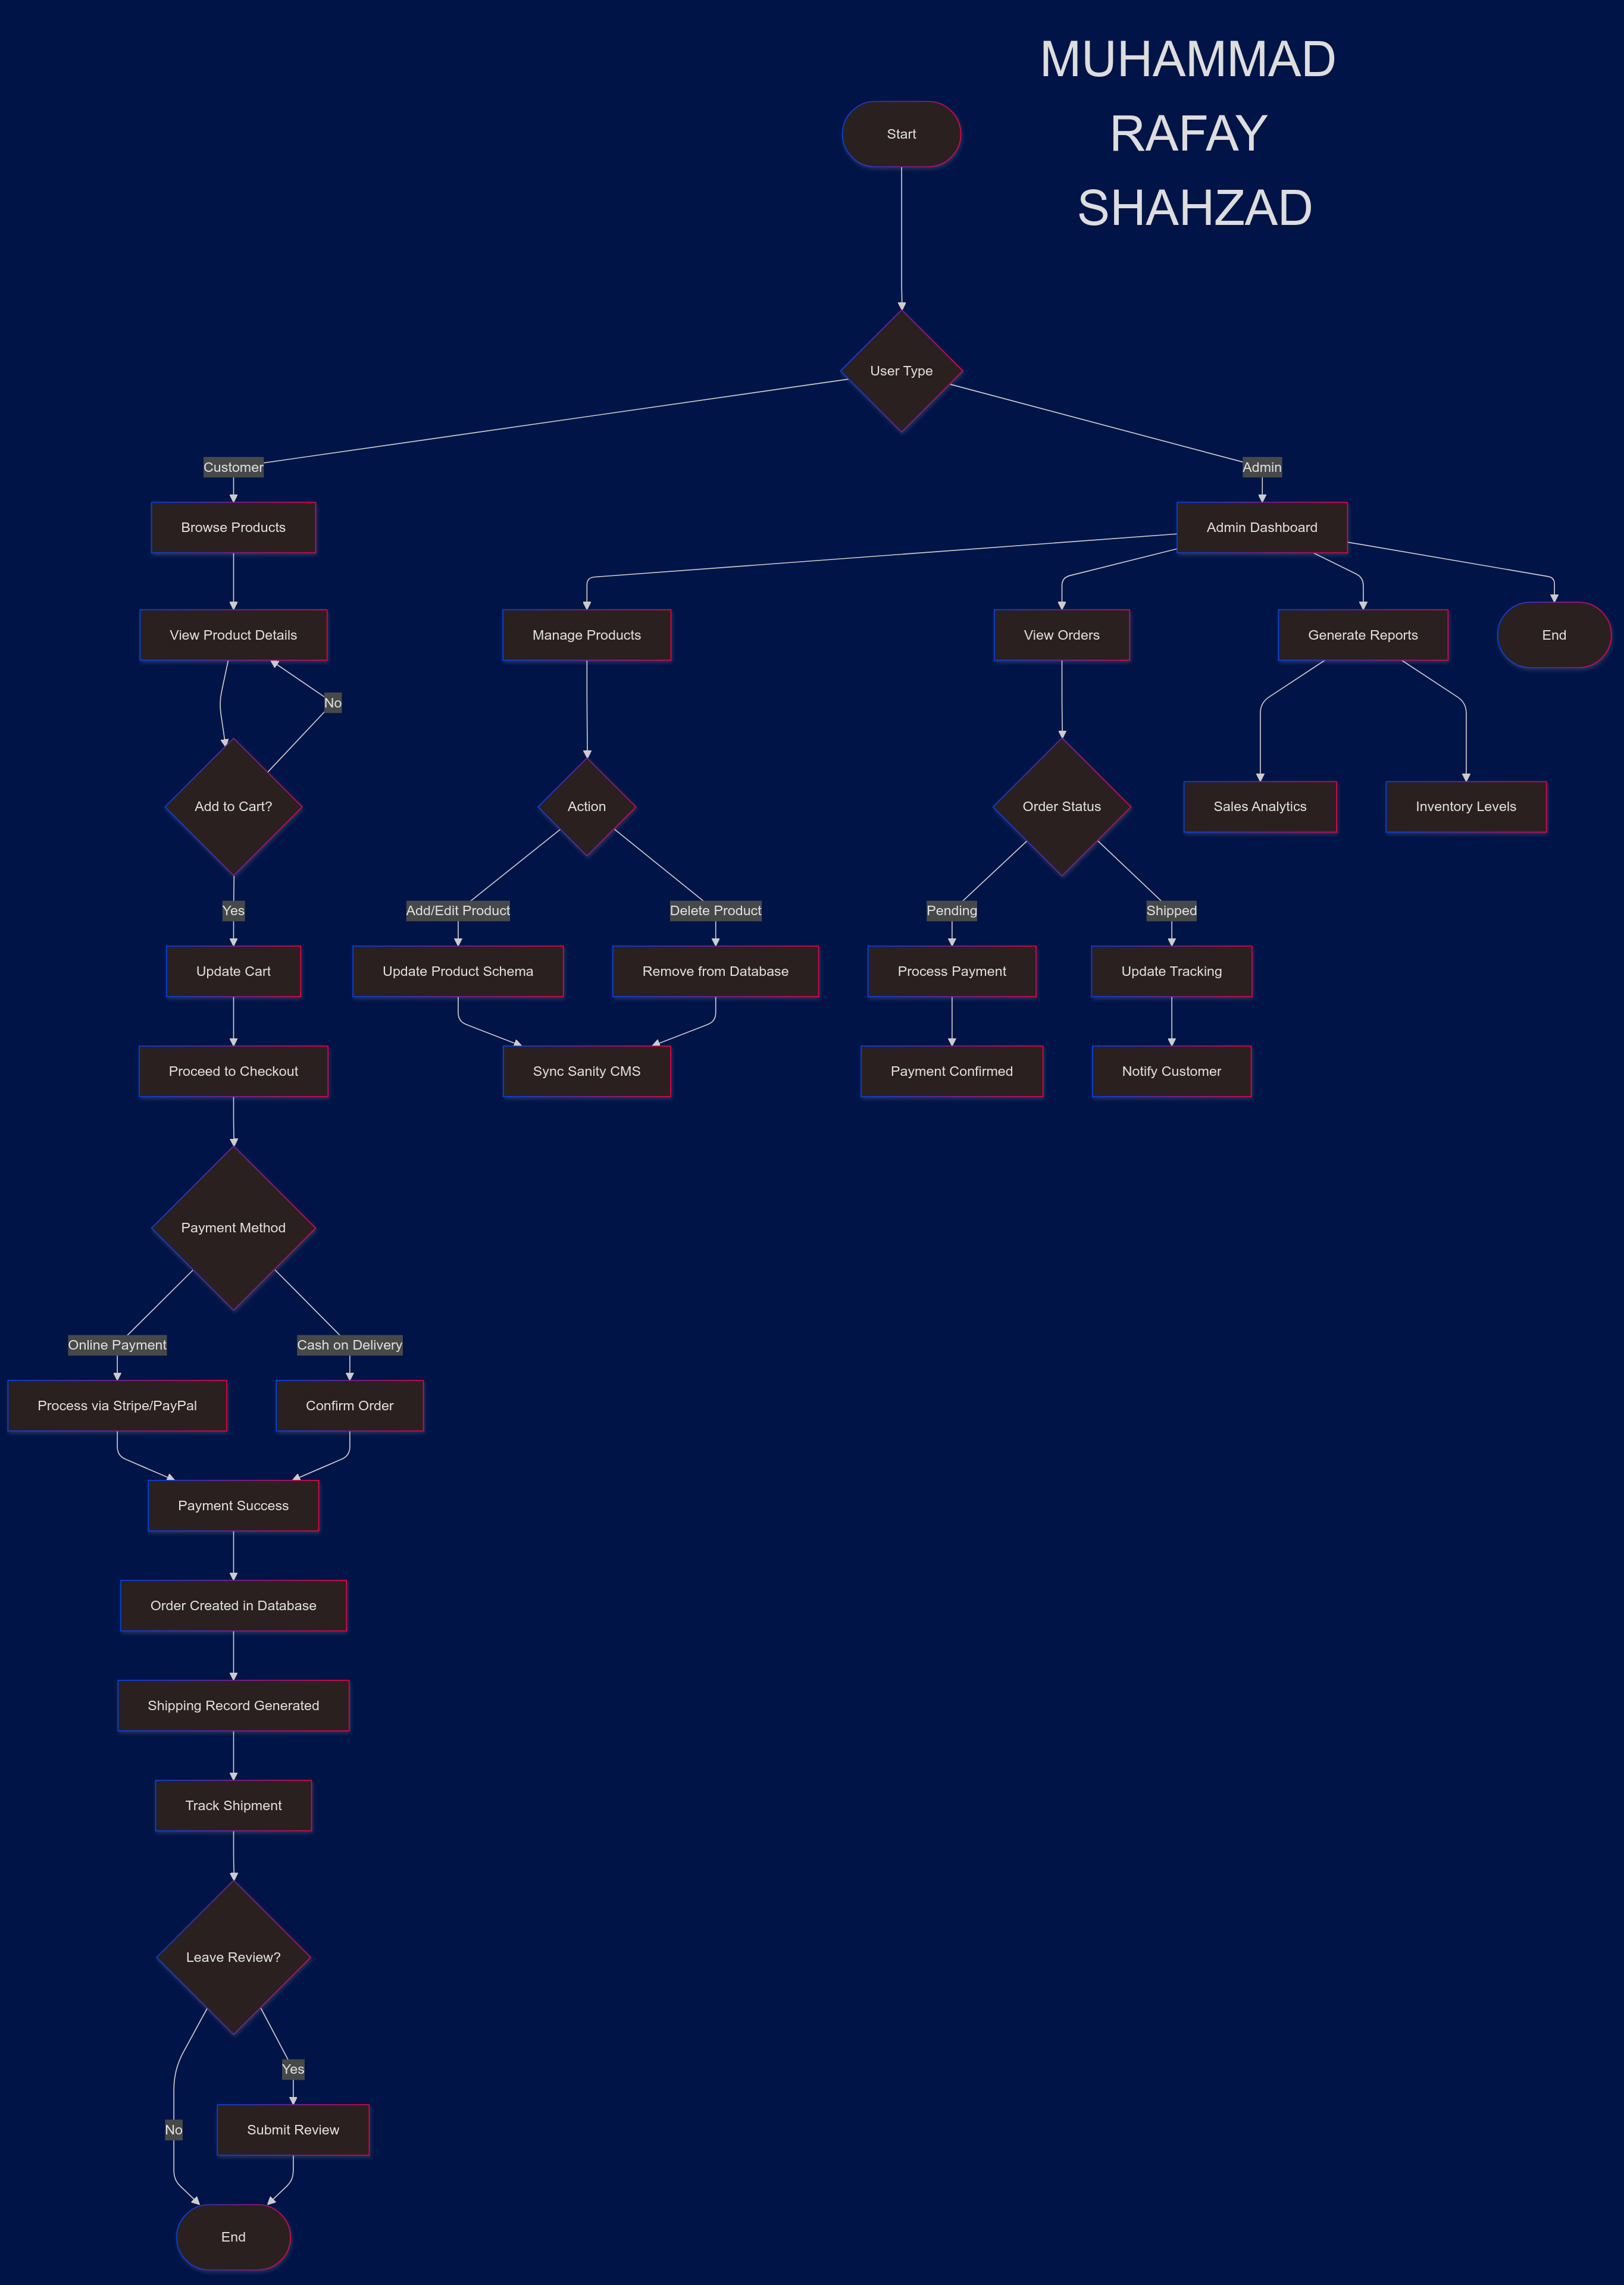 MUHAMMAD
RAFAY
SHAHZAD
Start
User Type
Customer
Admin
Browse Products
Admin Dashboard
View Product Details
Manage Products
View Orders
Generate Reports
End
No
Add to Cart?
Action
Order Status
Sales Analytics
Inventory Levels
Yes
Add/Edit Product
Delete Product
Pending
Shipped
Update Cart
Update Product Schema
Remove from Database
Process Payment
Update Tracking
Proceed to Checkout
Sync Sanity CMS
Payment Confirmed
Notify Customer
Payment Method
Online Payment
Cash on Delivery
Process via Stripe/PayPal
Confirm Order
Payment Success
Order Created in Database
Shipping Record Generated
Track Shipment
Leave Review?
Yes
No
Submit Review
End